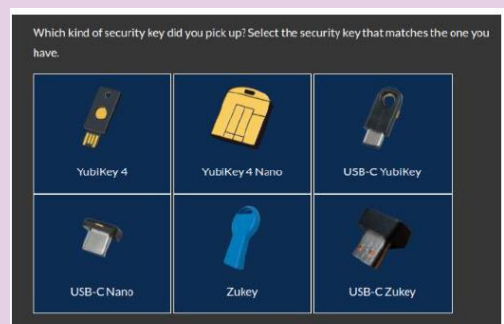 Which kind of security key did you pick up? Select the security key that matches the one you
have.
YubiKey 4
YubiKey 4 Nano
USB-C YubiKey
USB-C Nano
Zukey
USB-C Zukey